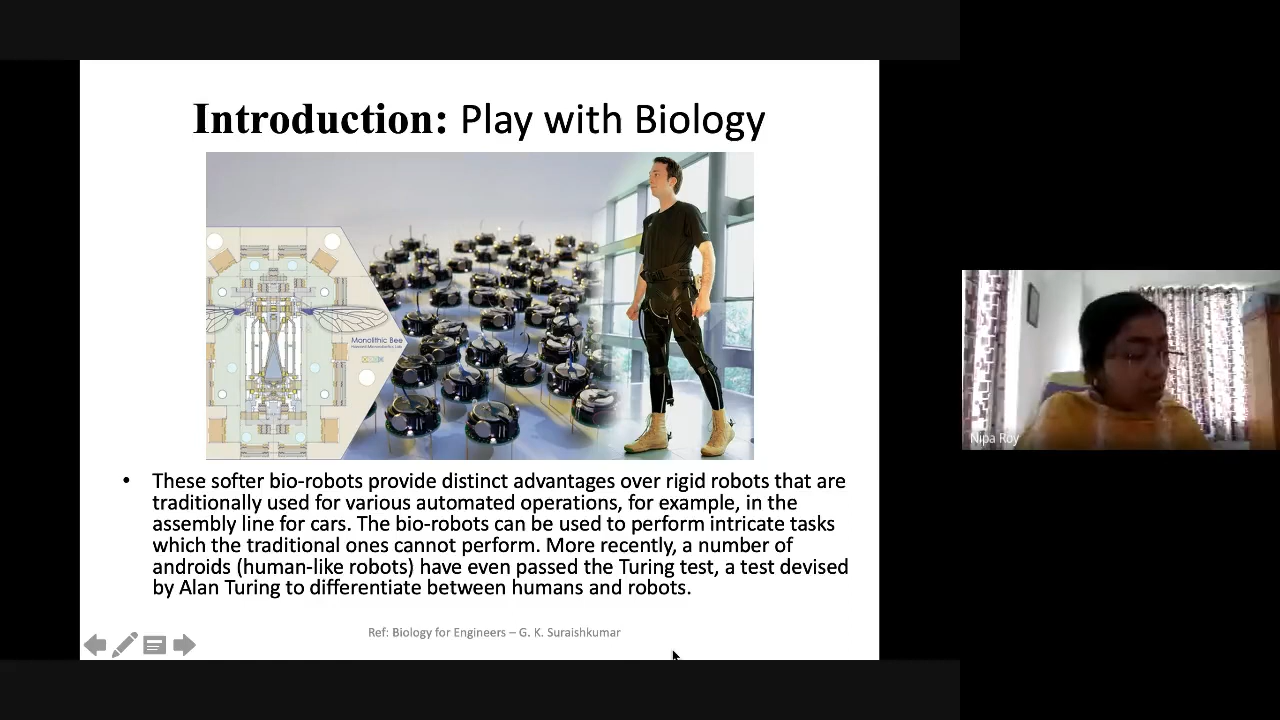 Introduction: Play with Biology
Monolithic Bee
• These softer bio-robots provide distinct advantages over rigid robots that are
traditionally used for various automated operations, for example, in the
assembly line for cars. The bio-robots can be used to perform intricate tasks
which the traditional ones cannot perform. More recently, a number of
androids (human-like robots) have even passed the Turing test, a test devised
by Alan Turing to differentiate between humans and robots.
Ref: Biology for Engineers – G. K. Suraishkumar
Nipa Roy